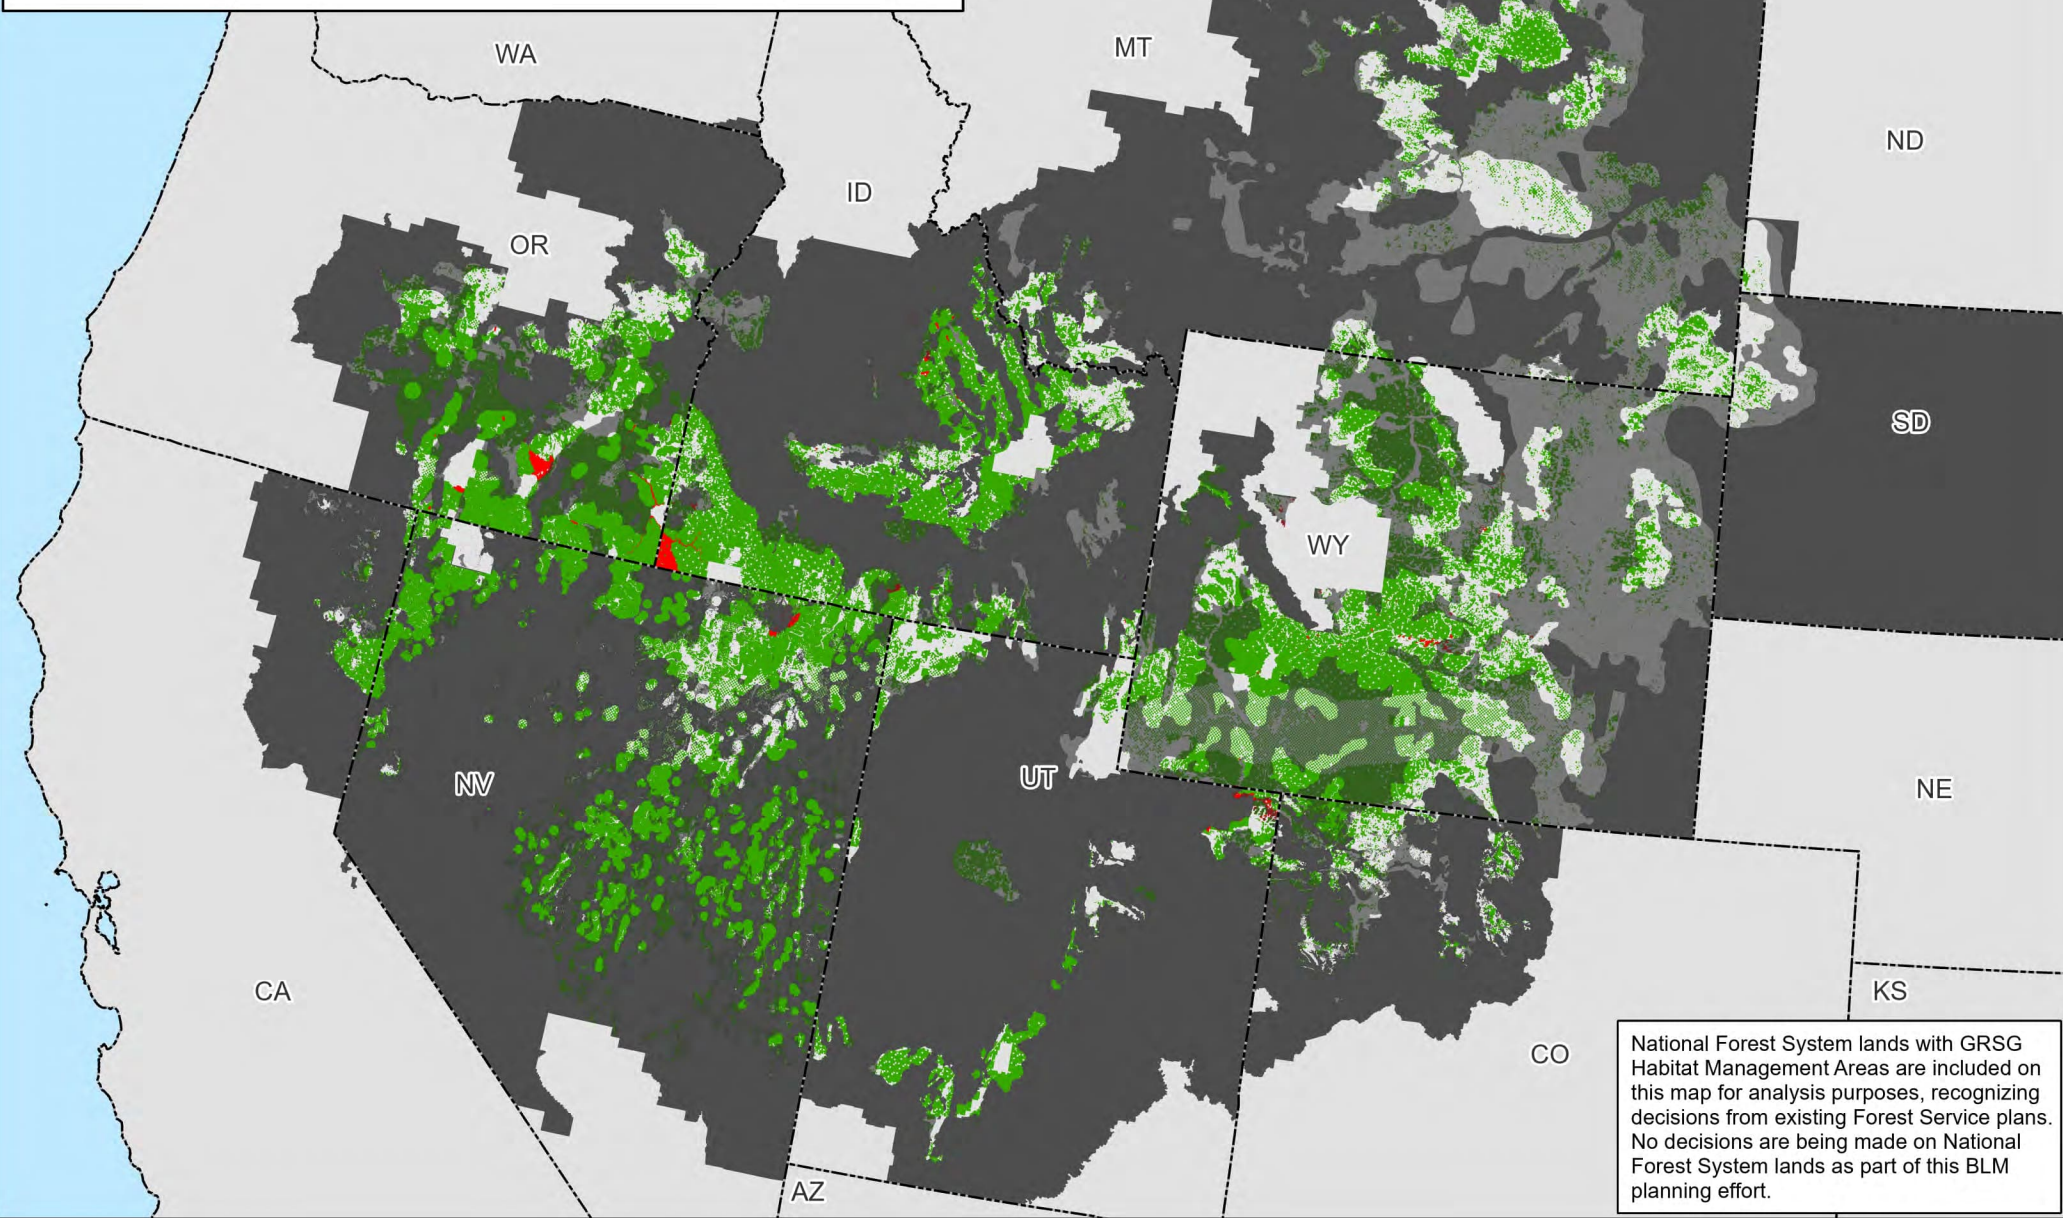 WA
MT
ND
ID
OR
SD
WY
NV
UT
NE
CA
KS
CO
AZ
National Forest System lands with GRSG
Habitat Management Areas are included on
this map for analysis purposes, recognizing
decisions from existing Forest Service plans.
No decisions are being made on National
Forest System lands as part of this BLM
planning effort.